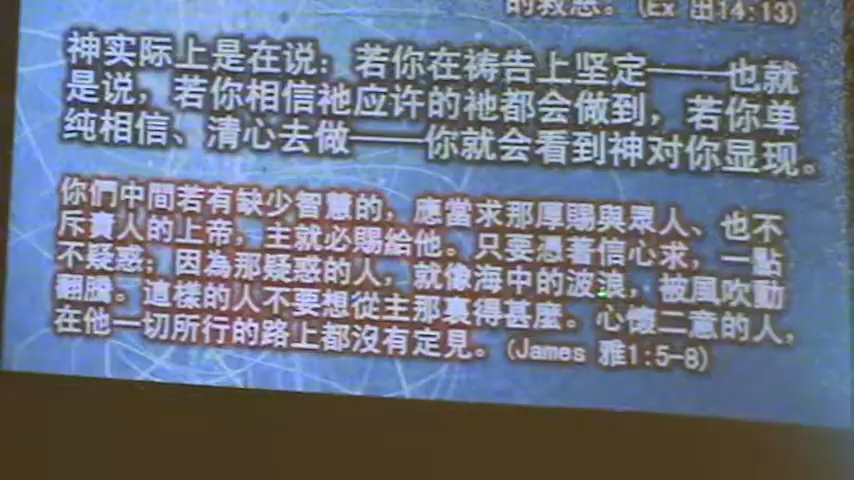 的救恩。(Ex 出14:13)
神实际上是在说：若你在祷告上坚定——也就
是说，若你相信祂应许的祂都会做到，若你单
纯相信、清心去做——你就会看到神对你显现。
你們中間若有缺少智慧的，應當求那厚賜與眾人、也不
斥責人的上帝，主就必賜給他。只要憑著信心求，一點
不疑惑；因為那疑惑的人，就像海中的波浪，被風吹動
翻騰。這樣的人不要想從主那裏得甚麼。心懷二意的人，
在他一切所行的路上都沒有定見。(James 雅1:5-8)